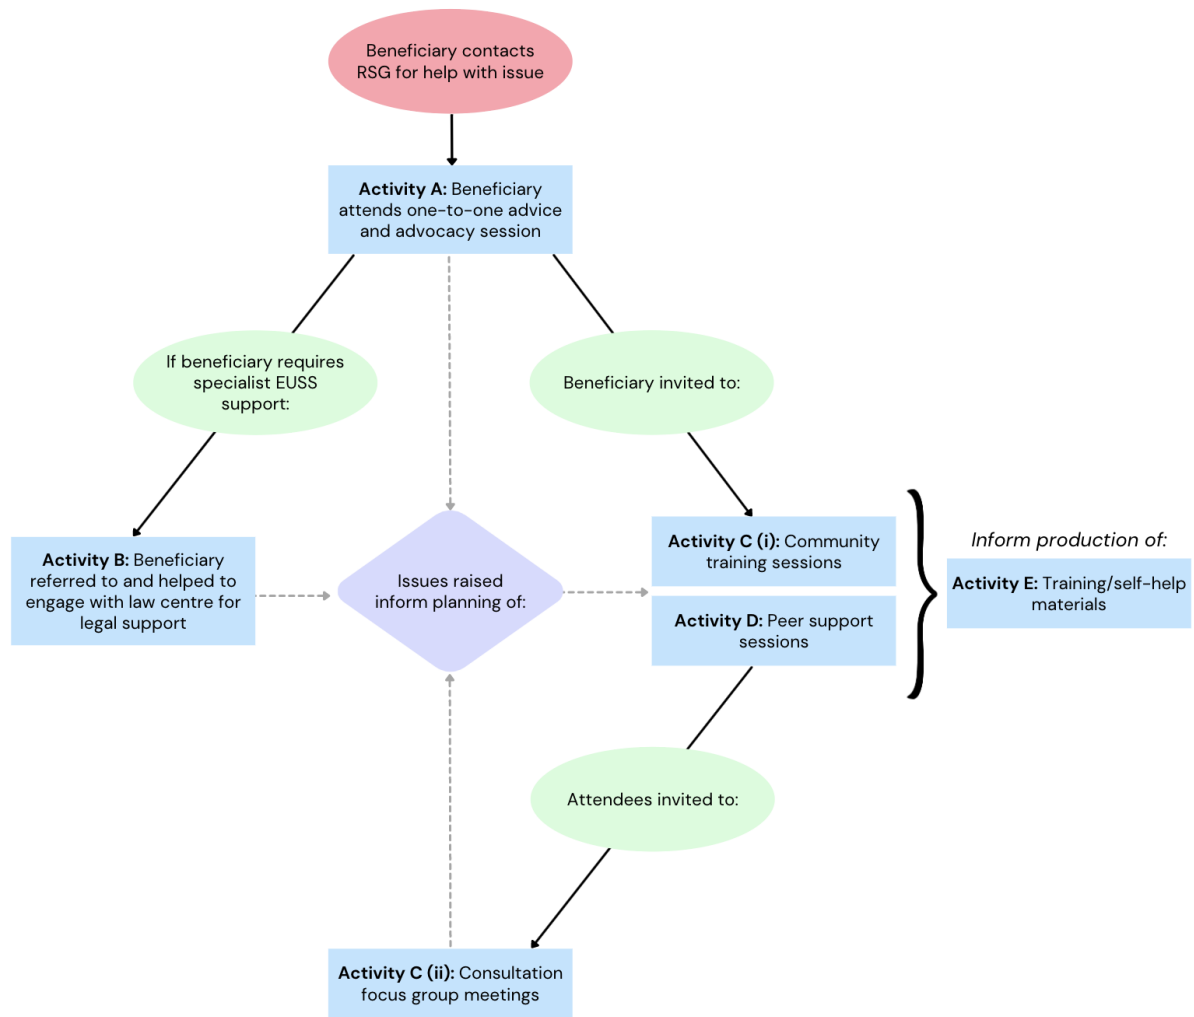 Beneficiary contacts
RSG for help with issue
Activity A: Beneficiary
attends one-to-one advice
and advocacy session
If beneficiary requires
specialist EUSS
support:
Beneficiary invited to:
Activity B: Beneficiary
referred to and helped to
engage with law centre for
legal support
Issues raised
inform planning of:
Activity C (i): Community
training sessions
Activity D: Peer support
sessions
Inform production of:
Activity E: Training/self-help
materials
Attendees invited to:
Activity C (ii): Consultation
focus group meetings